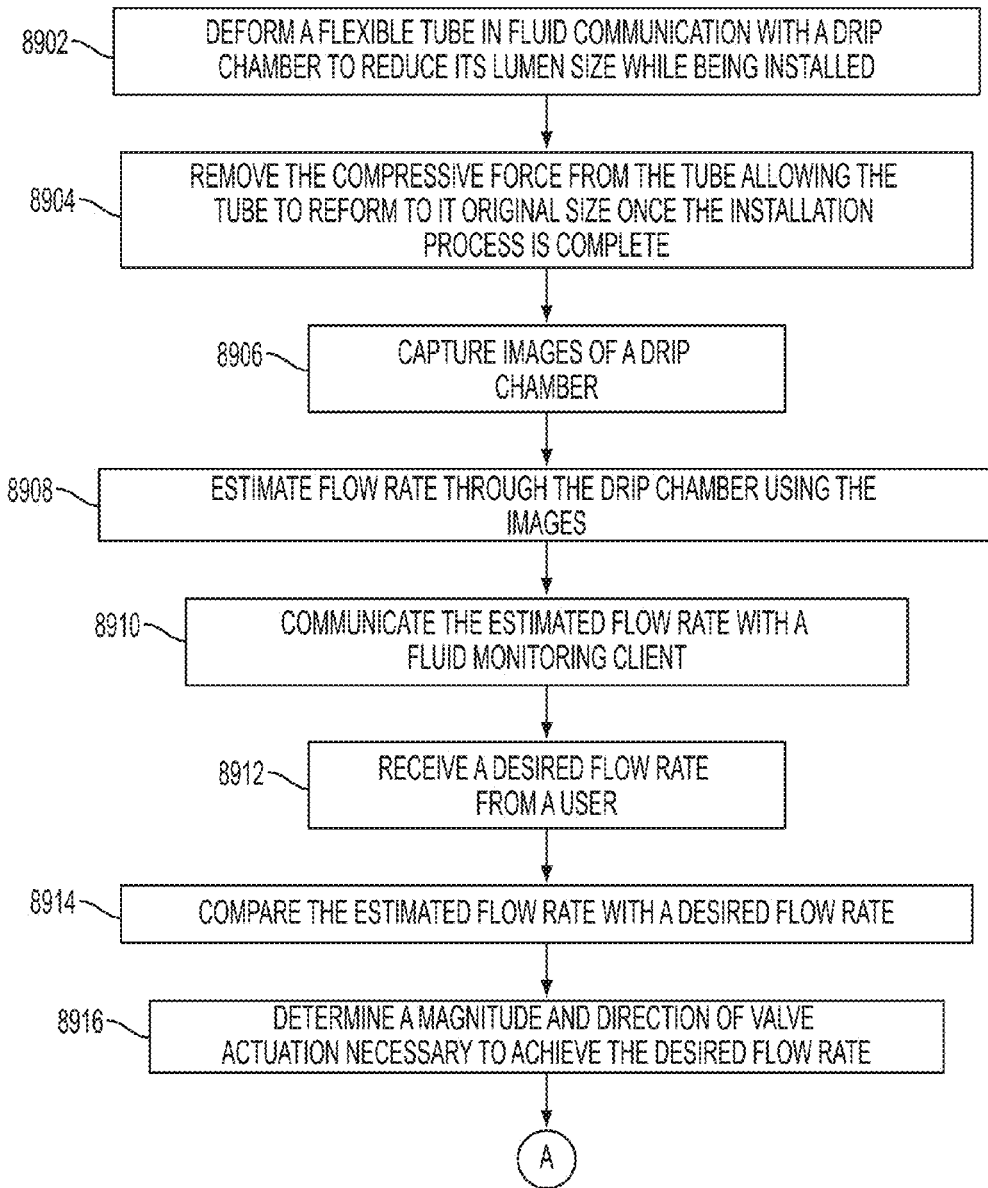 8902
DEFORM A FLEXIBLE TUBE IN FLUID COMMUNICATION WITH A DRIP
CHAMBER TO REDUCE ITS LUMEN SIZE WHILE BEING INSTALLED
8904
REMOVE THE COMPRESSIVE FORCE FROM THE TUBE ALLOWING THE
TUBE TO REFORM TO IT ORIGINAL SIZE ONCE THE INSTALLATION
PROCESS IS COMPLETE
8906
CAPTURE IMAGES OF A DRIP
CHAMBER
8908
ESTIMATE FLOW RATE THROUGH THE DRIP CHAMBER USING THE
IMAGES
8910
COMMUNICATE THE ESTIMATED FLOW RATE WITH A
FLUID MONITORING CLIENT
8912
RECEIVE A DESIRED FLOW RATE
FROM A USER
8914
COMPARE THE ESTIMATED FLOW RATE WITH A DESIRED FLOW RATE
8916
DETERMINE A MAGNITUDE AND DIRECTION OF VALVE
ACTUATION NECESSARY TO ACHIEVE THE DESIRED FLOW RATE
A